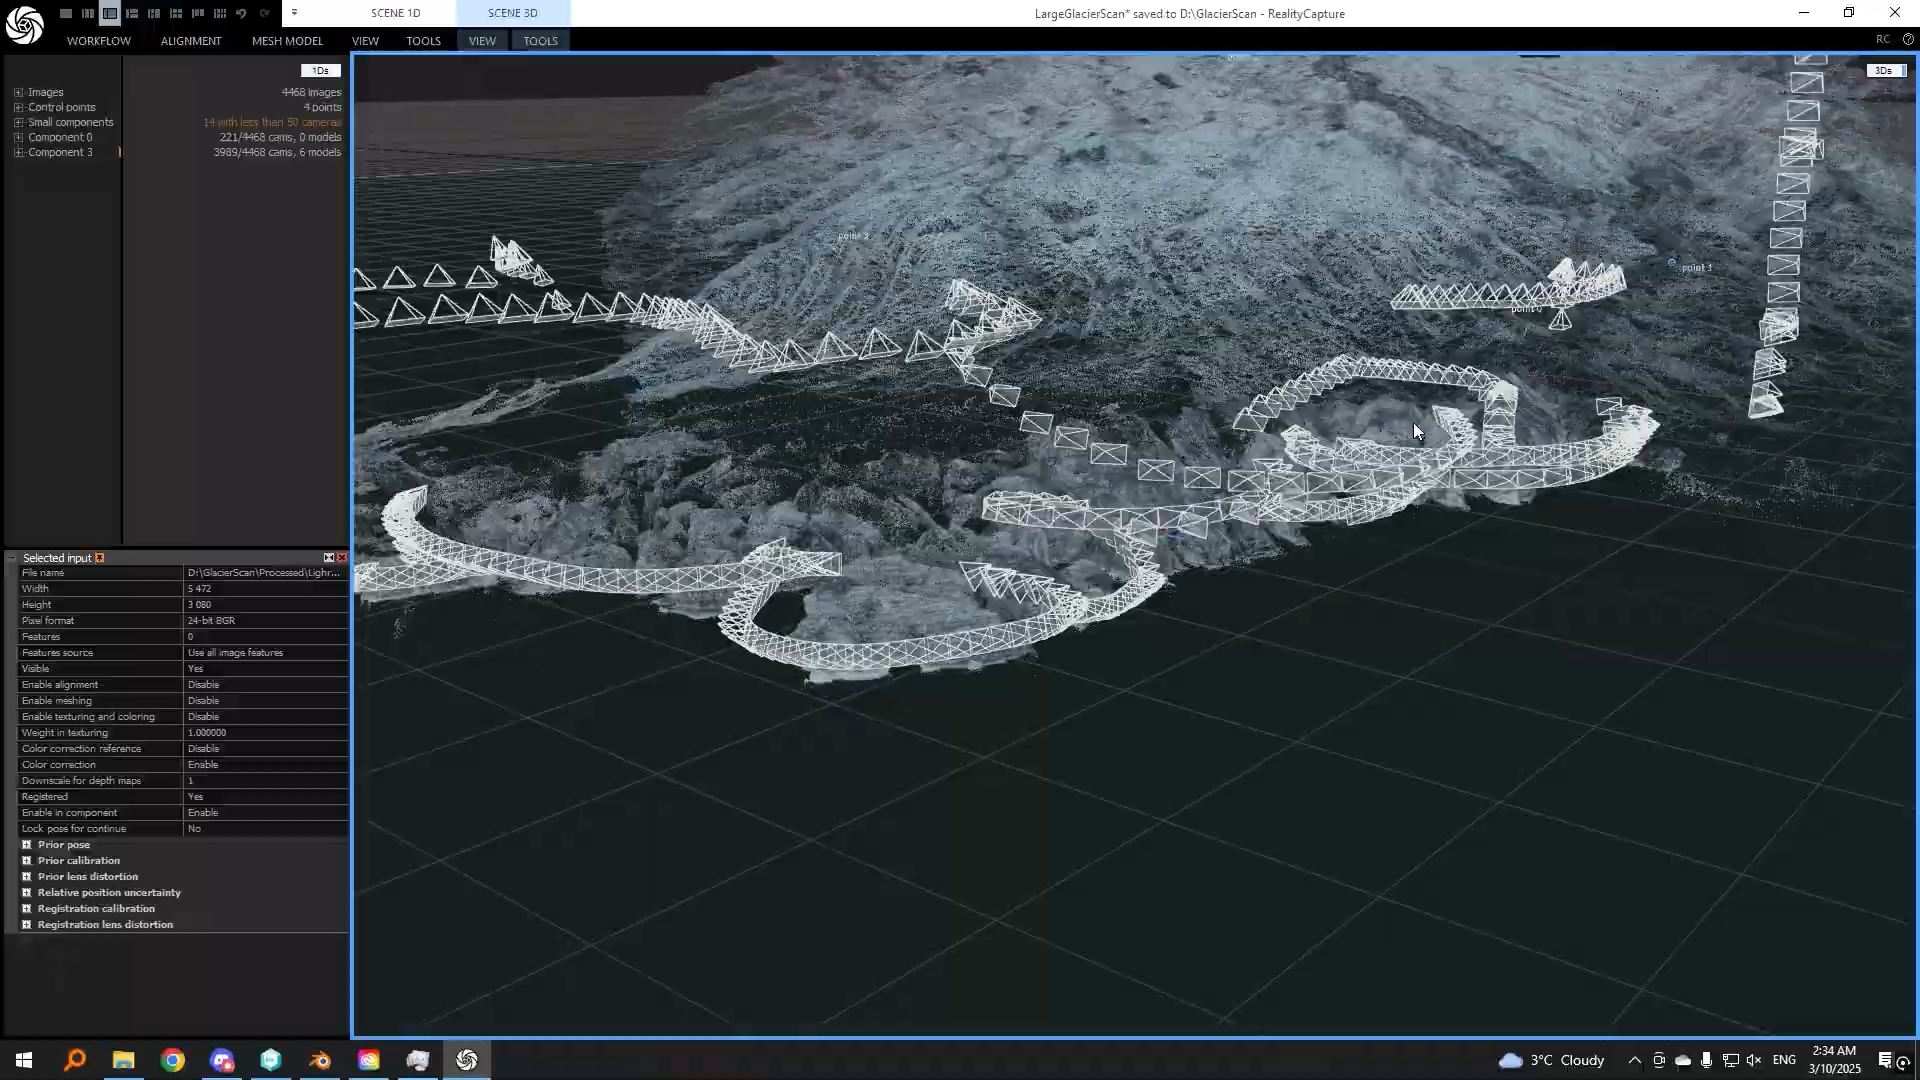 SCENE 1D
SCENE 3D
LargeGlacierScan* saved to D:\GlacierScan - RealityCapture
WORKFLOW
ALIGNMENT
MESH MODEL
VIEW
TOOLS
VIEW
TOOLS
RC
1Ds
3Ds
Images 4468 images
Control points 4 points
Small components 14 with less than 50 cameras
Component 0 221/4468 cams, 0 models
Component 3 3989/4468 cams, 6 models
point 2
point 1
point 0
Selected input
File name D:\GlacierScan\Processed\Lighr...
Width 5 472
Height 3 080
Pixel format 24-bit BGR
Features 0
Features source Use all image features
Visible Yes
Enable alignment Disable
Enable meshing Disable
Enable texturing and coloring Disable
Weight in texturing 1.000000
Color correction reference Disable
Color correction Enable
Downscale for depth maps 1
Registered Yes
Enable in component Enable
Lock pose for continue No
Prior pose
Prior calibration
Prior lens distortion
Relative position uncertainty
Registration calibration
Registration lens distortion
3°C Cloudy
ENG
2:34 AM
3/10/2025